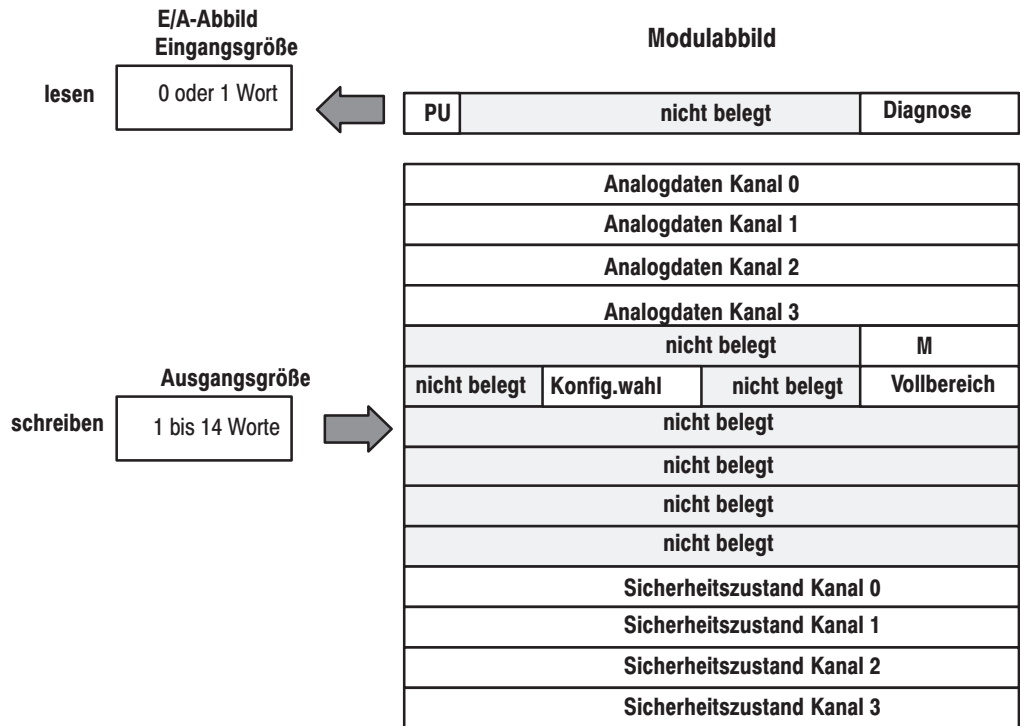 E/A-Abbild
Eingangsgröße
Modulabbild
lesen
0 oder 1 Wort
PU
nicht belegt
Diagnose
Analogdaten Kanal 0
Analogdaten Kanal 1
Analogdaten Kanal 2
Analogdaten Kanal 3
nicht belegt
M
Ausgangsgröße
nicht belegt
Konfig.wahl
nicht belegt
Vollbereich
schreiben
1 bis 14 Worte
nicht belegt
nicht belegt
nicht belegt
nicht belegt
Sicherheitszustand Kanal 0
Sicherheitszustand Kanal 1
Sicherheitszustand Kanal 2
Sicherheitszustand Kanal 3